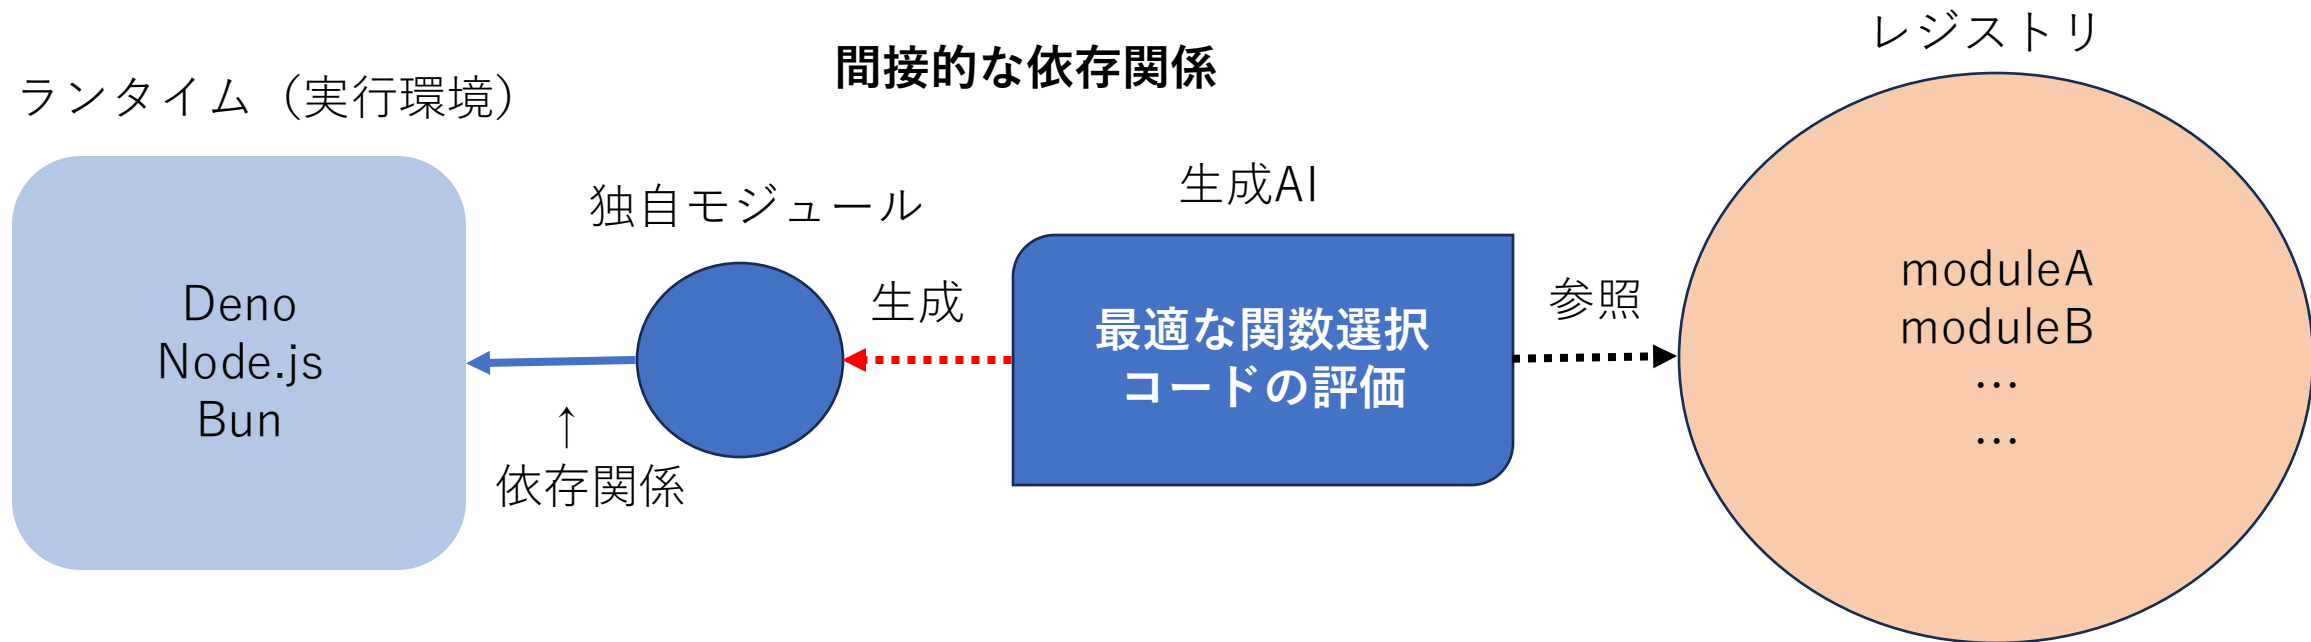 間接的な依存関係
ランタイム（実行環境）
Deno
Node.js
Bun
↑
依存関係
独自モジュール
生成
生成AI
最適な関数選択
コードの評価
参照
レジストリ
moduleA
moduleB
…
…